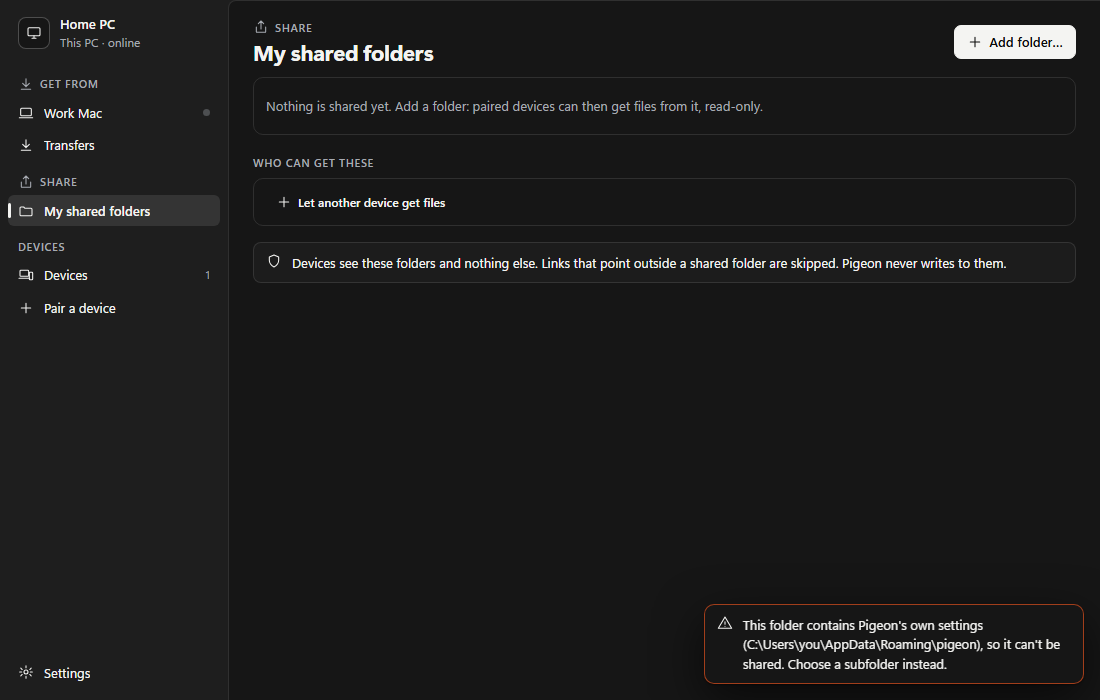 Home PC
This PC · online
GET FROM
Work Mac
Transfers
SHARE
My shared folders
DEVICES
Devices 1
Pair a device
Settings
SHARE
My shared folders
Add folder...
Nothing is shared yet. Add a folder: paired devices can then get files from it, read-only.
WHO CAN GET THESE
Let another device get files
Devices see these folders and nothing else. Links that point outside a shared folder are skipped. Pigeon never writes to them.
This folder contains Pigeon's own settings
(C:\Users\you\AppData\Roaming\pigeon), so it can't be
shared. Choose a subfolder instead.